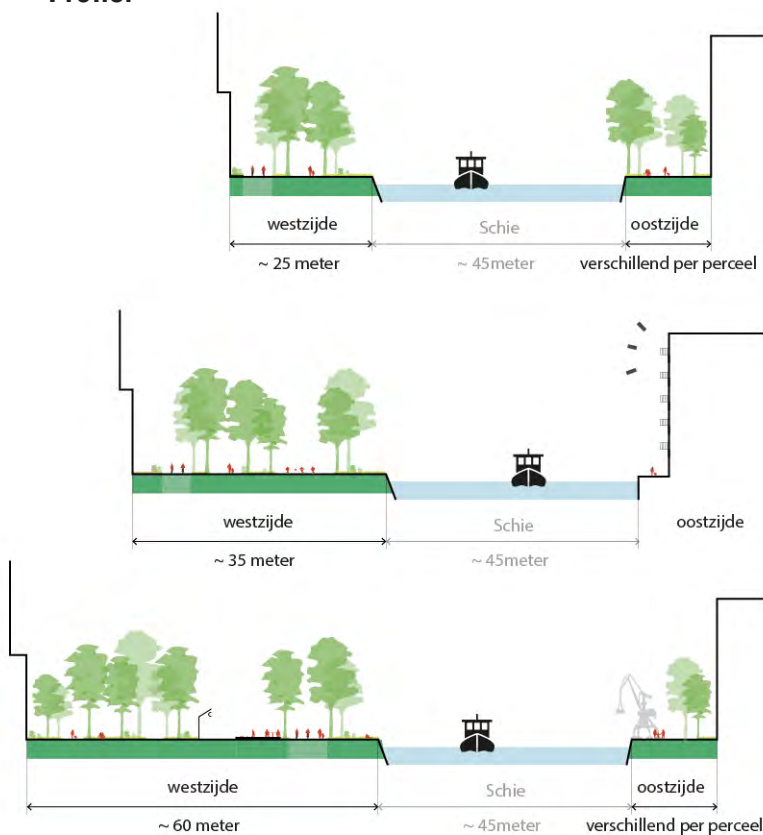 westzijde Schie oostzijde
~ 25 meter ~ 45meter verschillend per perceel
westzijde Schie oostzijde
~ 35 meter ~ 45meter
westzijde Schie oostzijde
~ 60 meter ~ 45meter verschillend per perceel